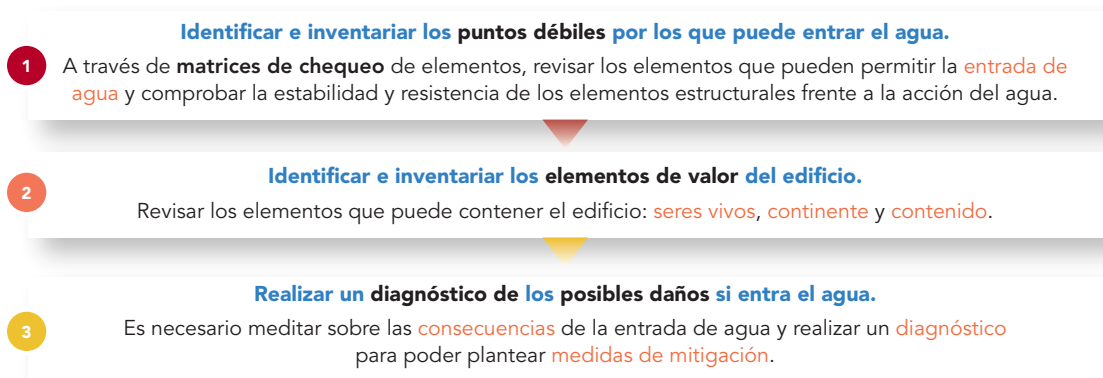 Identificar e inventariar los puntos débiles por los que puede entrar el agua.
1
A través de matrices de chequeo de elementos, revisar los elementos que pueden permitir la entrada de
agua y comprobar la estabilidad y resistencia de los elementos estructurales frente a la acción del agua.
Identificar e inventariar los elementos de valor del edificio.
2
Revisar los elementos que puede contener el edificio: seres vivos, continente y contenido.
Realizar un diagnóstico de los posibles daños si entra el agua.
3
Es necesario meditar sobre las consecuencias de la entrada de agua y realizar un diagnóstico
para poder plantear medidas de mitigación.